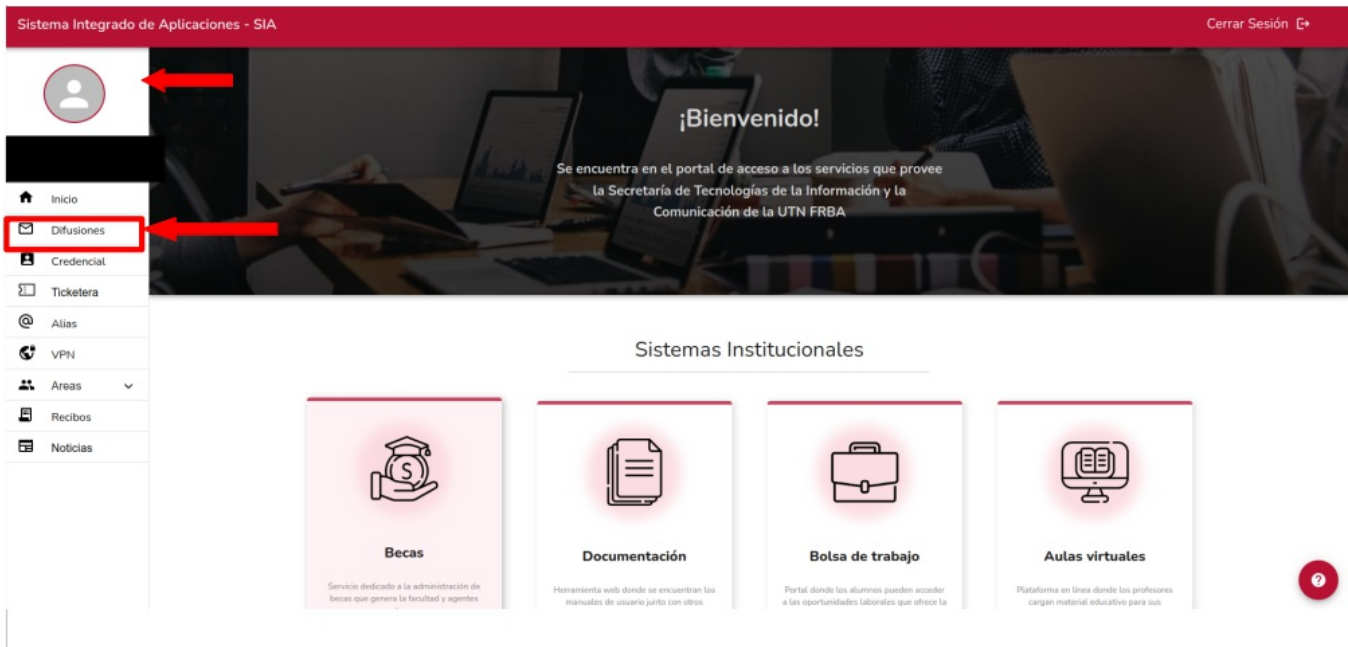 Sistema Integrado de Aplicaciones - SIA
Cerrar Sesión
¡Bienvenido!
Se encuentra en el portal de acceso a los servicios que provee
la Secretaría de Tecnologías de la Información y la
Comunicación de la UTN FRBA
Inicio
Difusiones
Credencial
Ticketera
Alias
VPN
Areas
Recibos
Noticias
Sistemas Institucionales
Becas
Servicio dedicado a la administración de
becas que genera la facultad y agentes
Documentación
Herramienta web donde se encuentran los
manuales de usuario junto con otros
Bolsa de trabajo
Portal donde los alumnos pueden acceder
a las oportunidades laborales que ofrece la
Aulas virtuales
Plataforma en línea donde los profesores
cargan material educativo para sus